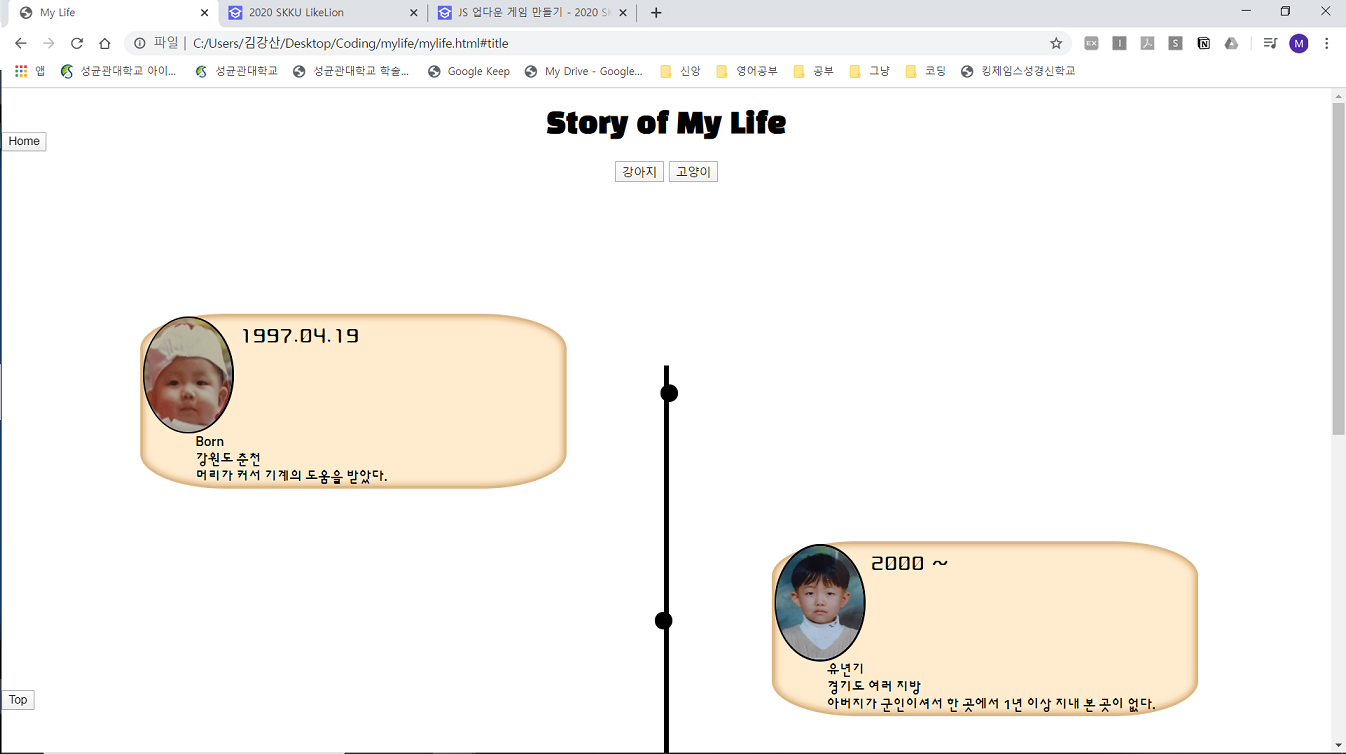 My Life
2020 SKKU LikeLion
JS 업다운 게임 만들기 - 2020 SK
파일 | C:/Users/김강산/Desktop/Coding/mylife/mylife.html#title
앱 성균관대학교 아이... 성균관대학교 성균관대학교 학술... Google Keep My Drive - Google... 신앙 영어공부 공부 그냥 코딩 킹제임스성경신학교
Story of My Life
Home
강아지 고양이
1997.04.19
Born
강원도 춘천
머리가 커서 기계의 도움을 받았다.
2000 ~
유년기
경기도 여러 지방
아버지가 군인이셔서 한 곳에서 1년 이상 지내 본 곳이 없다.
Top